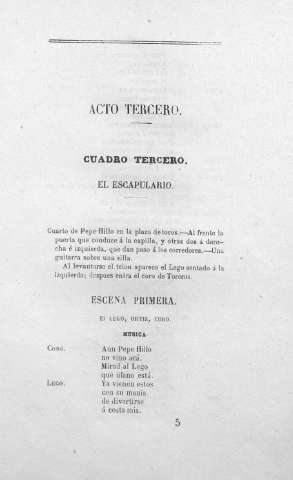 ACTO TERCERO.
CUADRO TERCERO.
EL ESCAPULARIO.
Cuarto de Pepe-Hillo en la plaza de toros.—Al frente la
puerta que conduce á la capilla, y otras dos á dere-
cha é izquierda, que dan paso á los corredores.—Una
guitarra sobre una silla.
Al levantarse el telon aparece el Lego sentado á la
izquierda; despues entra el coro de Toreros.
ESCENA PRIMERA.
EL LEGO, ORTIZ, CORO.
MÚSICA.
CORO. Aún Pepe Hillo
no vino acá.
Mirad al Lego
qué ufano está.
LEGO. Ya vienen estos
con su manía
de divertirse
á costa mia.
5